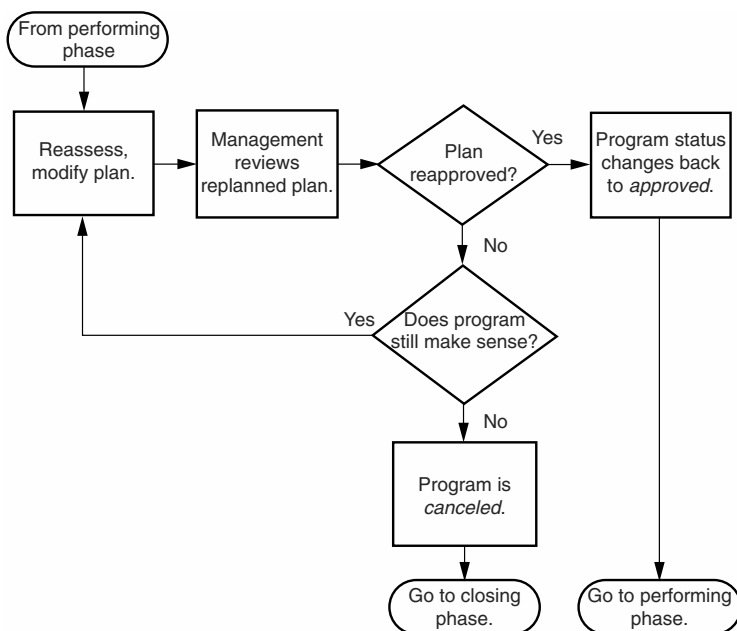 From performing
phase
Reassess,
modify plan.
Management
reviews
replanned plan.
Plan
reapproved?
Yes
Program status
changes back
to approved.
No
Yes
Does program
still make sense?
No
Program is
canceled.
Go to closing
phase.
Go to performing
phase.